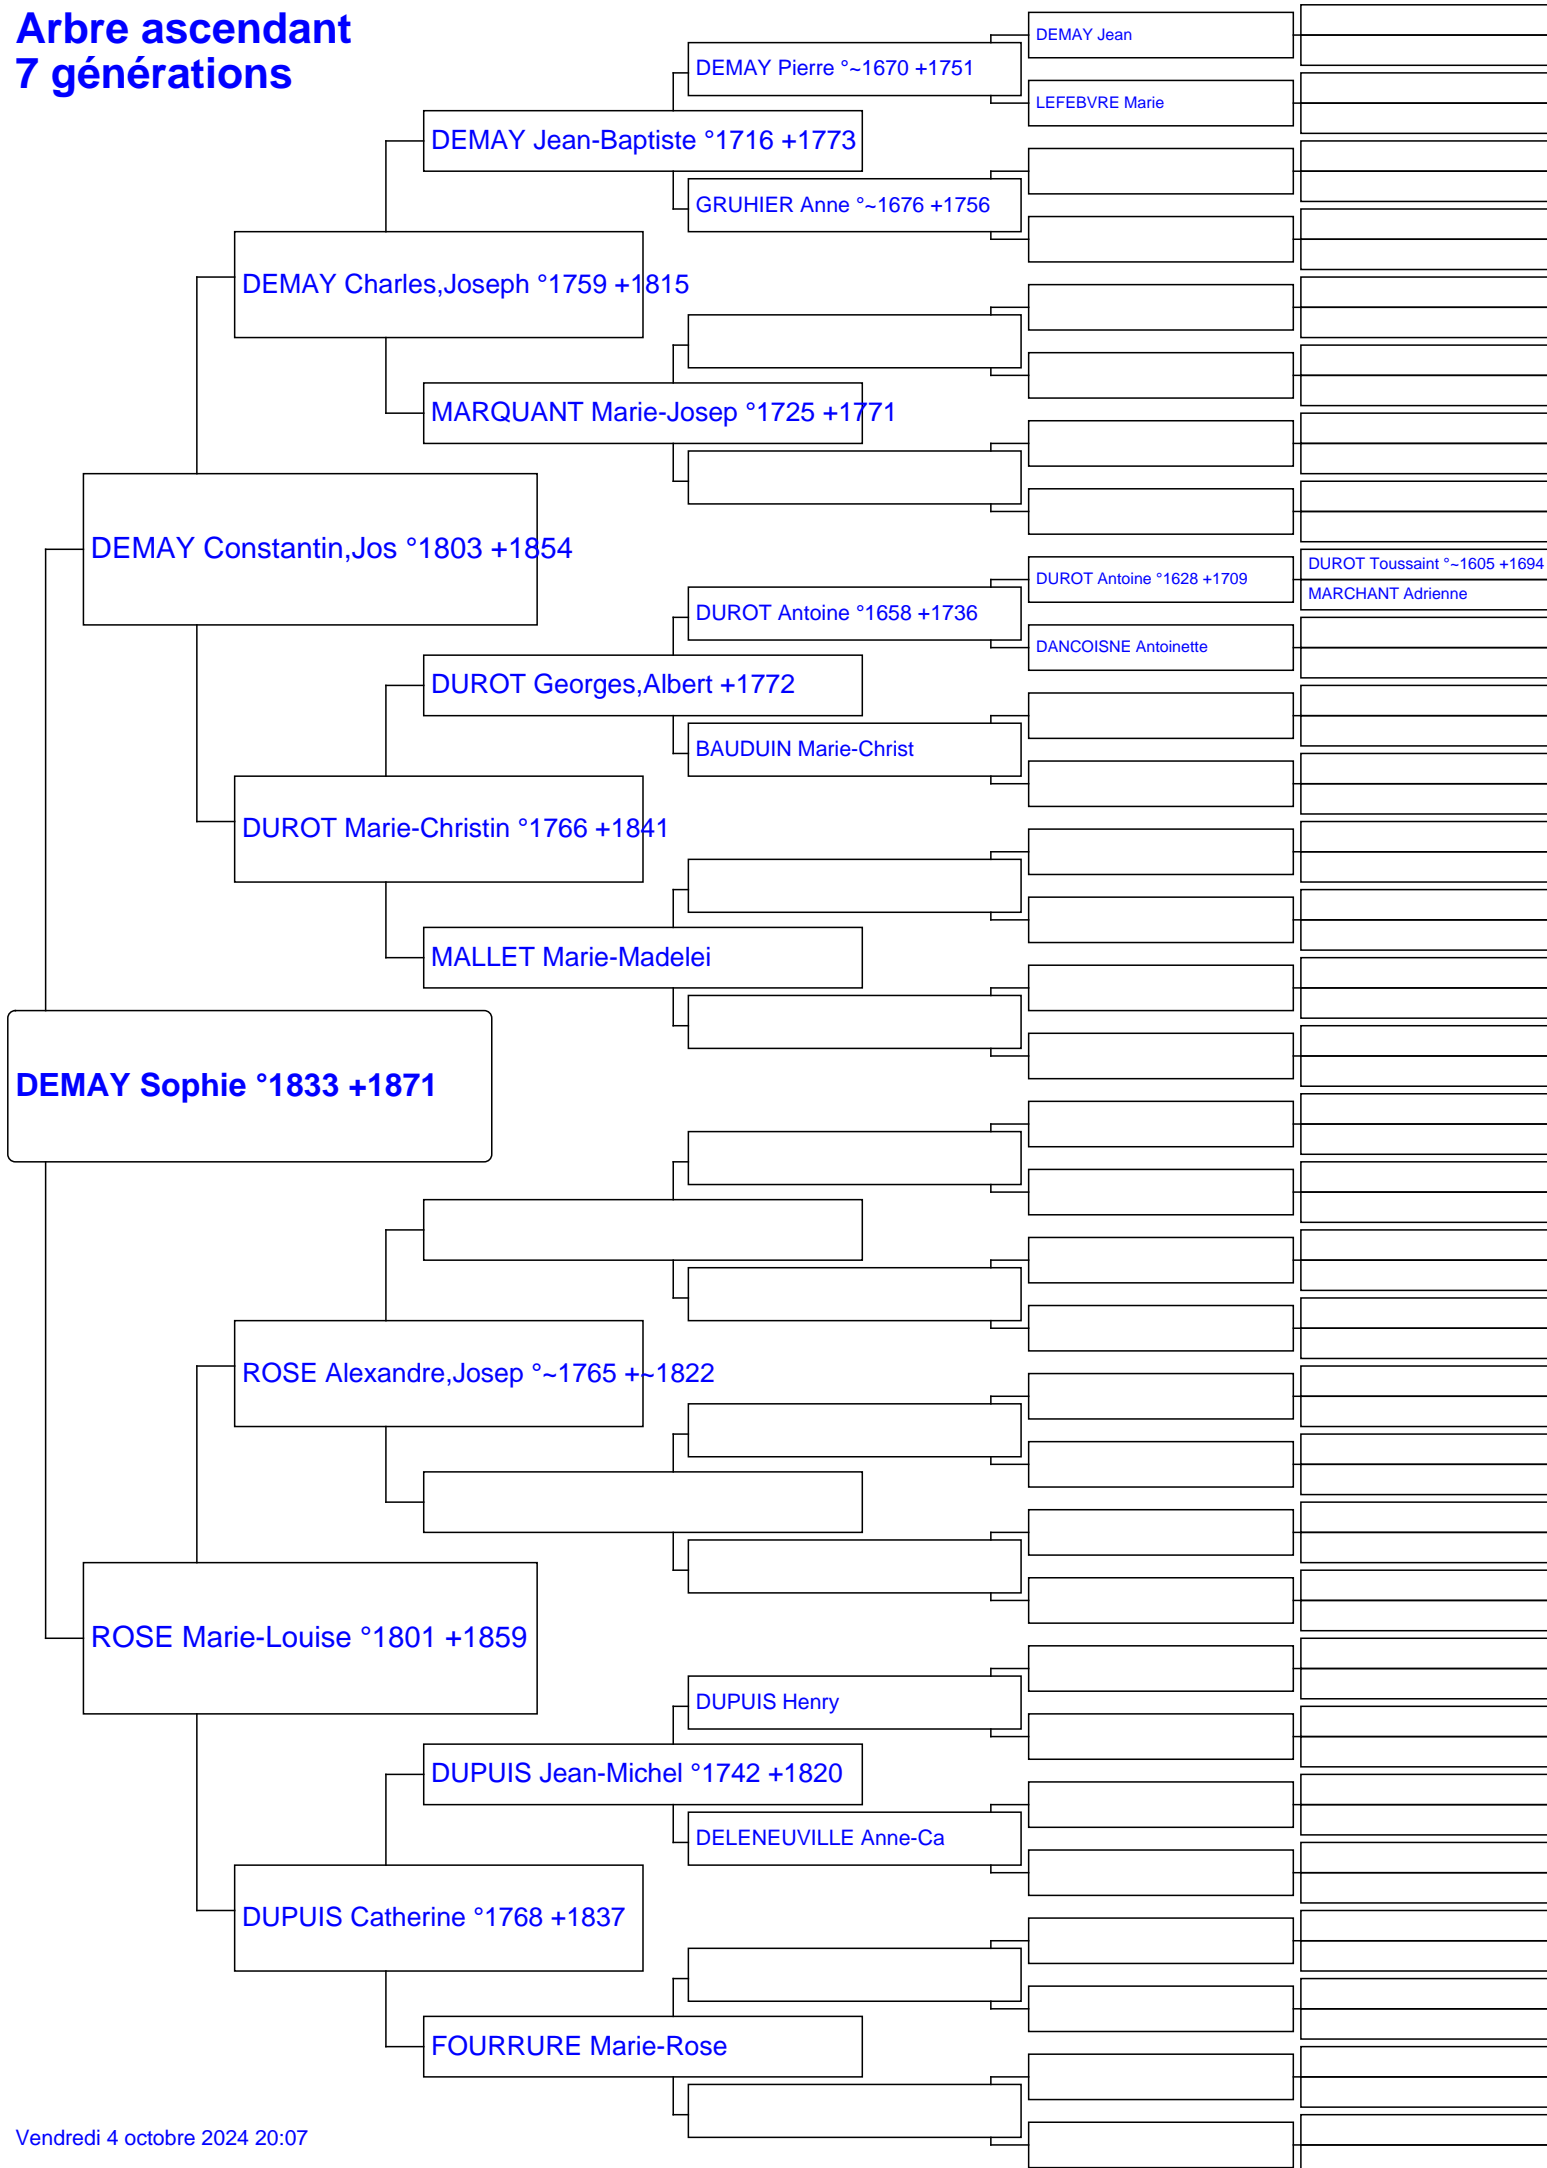 Arbre ascendant
7 générations
DEMAY Jean
DEMAY Pierre °~1670 +1751
LEFEBVRE Marie
DEMAY Jean-Baptiste °1716 +1773
GRUHIER Anne °~1676 +1756
DEMAY Charles,Joseph °1759 +1815
MARQUANT Marie-Josep °1725 +1771
DEMAY Constantin,Jos °1803 +1854
DUROT Toussaint °~1605 +1694
DUROT Antoine °1628 +1709
MARCHANT Adrienne
DUROT Antoine °1658 +1736
DANCOISNE Antoinette
DUROT Georges,Albert +1772
BAUDUIN Marie-Christ
DUROT Marie-Christin °1766 +1841
MALLET Marie-Madelei
DEMAY Sophie °1833 +1871
ROSE Alexandre,Josep °~1765 +~1822
ROSE Marie-Louise °1801 +1859
DUPUIS Henry
DUPUIS Jean-Michel °1742 +1820
DELENEUVILLE Anne-Ca
DUPUIS Catherine °1768 +1837
FOURRURE Marie-Rose
Vendredi 4 octobre 2024 20:07